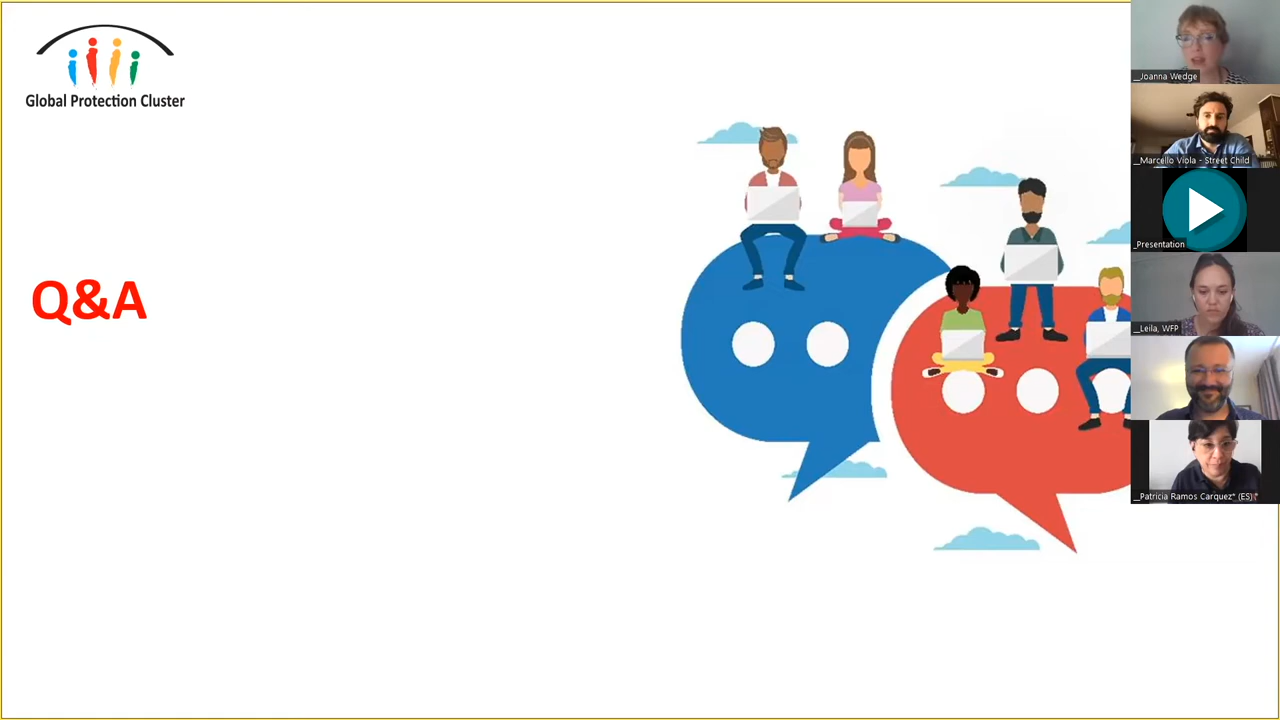 Global Protection Cluster
Q&A
_Joanna Wedge
_Marcello Viola - Street Child
_Presentation
_Leila, WFP
_Patricia Ramos Carquez* (ES)*